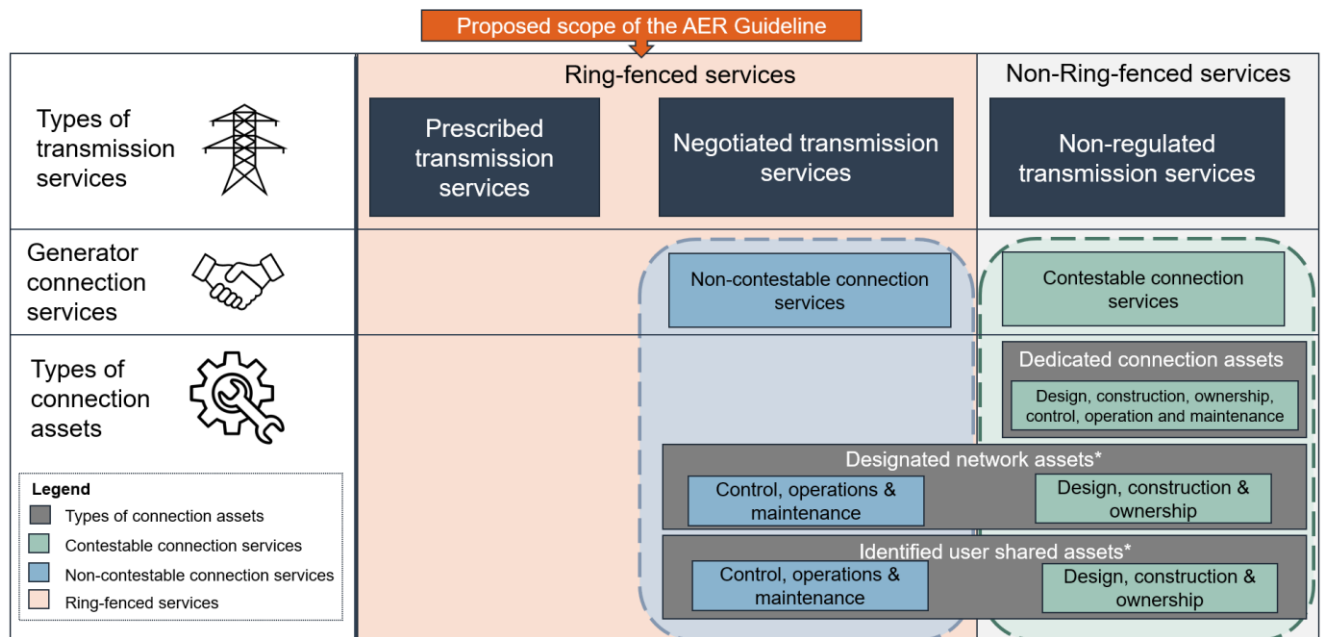 Proposed scope of the AER Guideline
Ring-fenced services
Non-Ring-fenced services
Types of
transmission
services
Prescribed
transmission
services
Negotiated transmission
services
Non-regulated
transmission services
Generator
connection
services
Non-contestable connection
services
Contestable connection
services
Types of
connection
assets
Dedicated connection assets
Design, construction, ownership,
control, operation and maintenance
Designated network assets*
Control, operations &
maintenance
Design, construction &
ownership
Identified user shared assets*
Control, operations &
maintenance
Design, construction &
ownership
Legend
Types of connection assets
Contestable connection services
Non-contestable connection services
Ring-fenced services